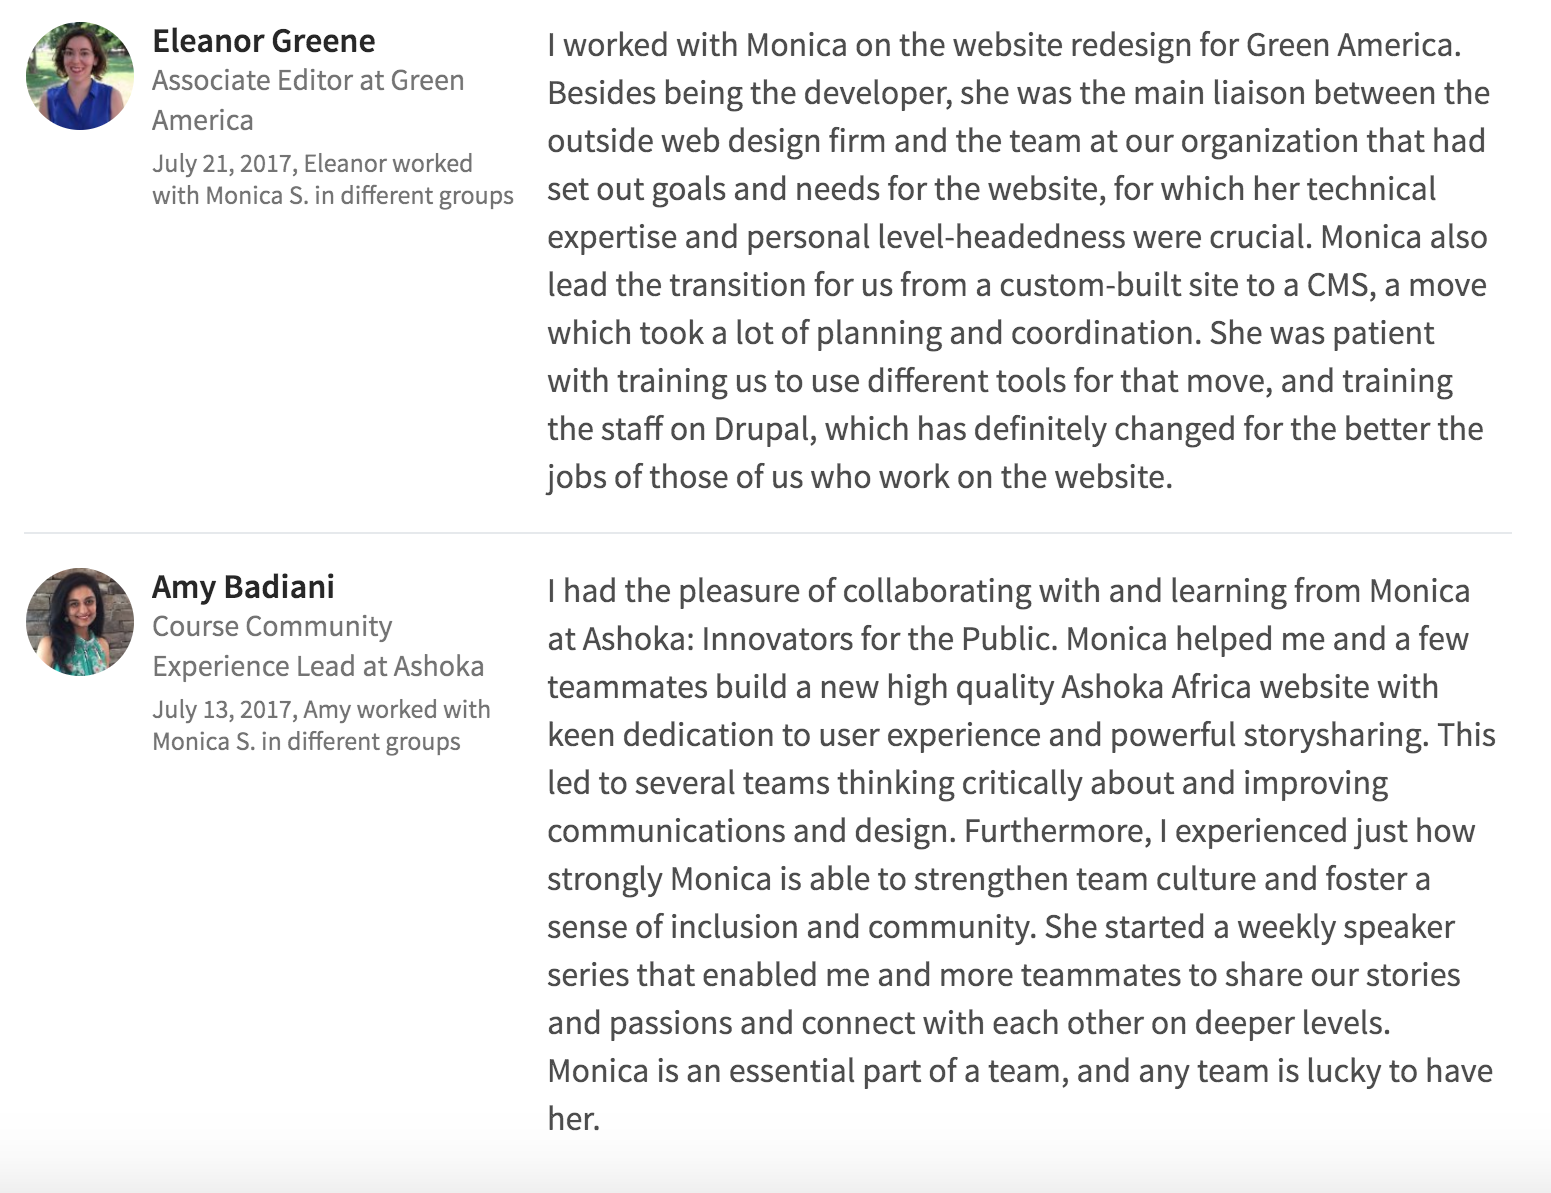 Eleanor Greene
Associate Editor at Green
America
July 21, 2017, Eleanor worked
with Monica S. in different groups
I worked with Monica on the website redesign for Green America.
Besides being the developer, she was the main liaison between the
outside web design firm and the team at our organization that had
set out goals and needs for the website, for which her technical
expertise and personal level-headedness were crucial. Monica also
lead the transition for us from a custom-built site to a CMS, a move
which took a lot of planning and coordination. She was patient
with training us to use different tools for that move, and training
the staff on Drupal, which has definitely changed for the better the
jobs of those of us who work on the website.
Amy Badiani
Course Community
Experience Lead at Ashoka
July 13, 2017, Amy worked with
Monica S. in different groups
I had the pleasure of collaborating with and learning from Monica
at Ashoka: Innovators for the Public. Monica helped me and a few
teammates build a new high quality Ashoka Africa website with
keen dedication to user experience and powerful storysharing. This
led to several teams thinking critically about and improving
communications and design. Furthermore, I experienced just how
strongly Monica is able to strengthen team culture and foster a
sense of inclusion and community. She started a weekly speaker
series that enabled me and more teammates to share our stories
and passions and connect with each other on deeper levels.
Monica is an essential part of a team, and any team is lucky to have
her.